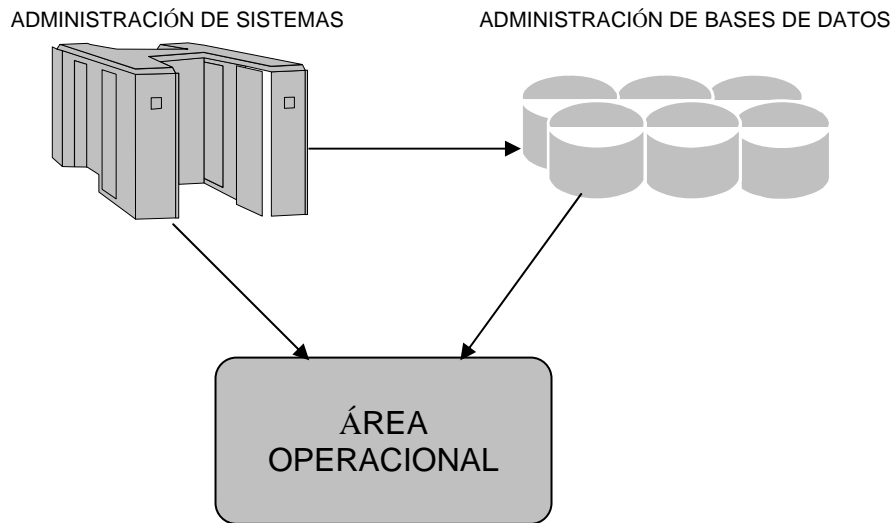 ADMINISTRACIÓN DE SISTEMAS
ADMINISTRACIÓN DE BASES DE DATOS
ÁREA
OPERACIONAL